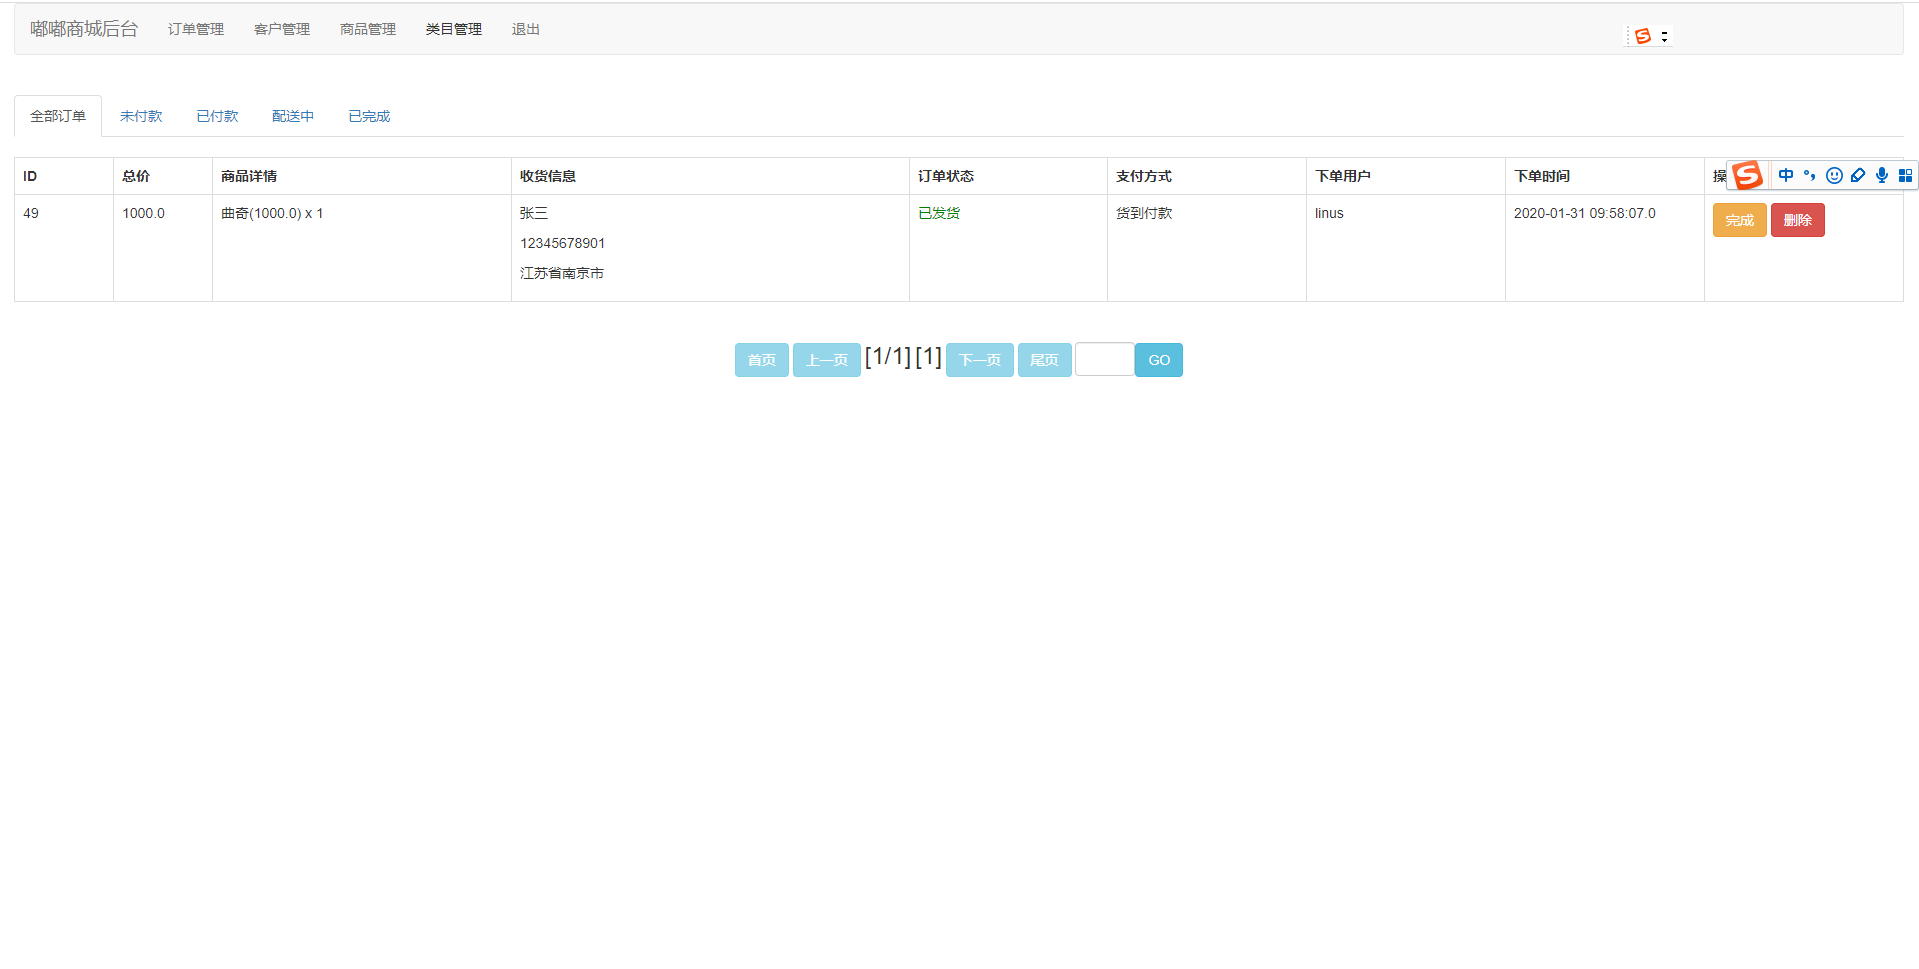 嘟嘟商城后台 订单管理 客户管理 商品管理 类目管理 退出
全部订单 未付款 已付款 配送中 已完成
ID 总价 商品详情 收货信息 订单状态 支付方式 下单用户 下单时间 操
中
49 1000.0 曲奇(1000.0) x 1 张三 已发货 货到付款 linus 2020-01-31 09:58:07.0 完成 删除
12345678901
江苏省南京市
首页 上一页 [1/1] [1] 下一页 尾页 GO